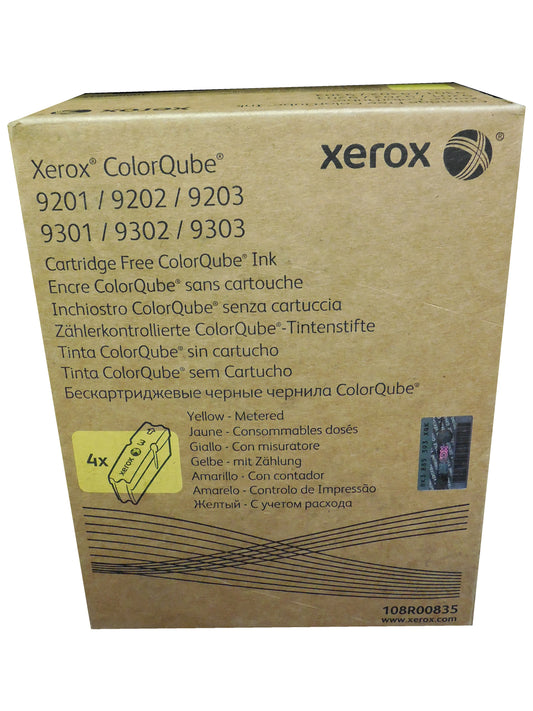 xerox®
Xerox® ColorQube®
9201 / 9202 / 9203
9301 / 9302 / 9303
Cartridge Free ColorQube® Ink
Encre ColorQube® sans cartouche
Inchiostro ColorQube® senza cartuccia
Zählerkontrollierte ColorQube®-Tintenstifte
Tinta ColorQube® sin cartucho
Tinta ColorQube® sem Cartucho
Бескартриджевые черные чернила ColorQube®
Yellow - Metered
Jaune - Consommables dosés
Giallo - Con misuratore
Gelbe - mit Zählung
Amarillo - Con contador
Amarelo - Controlo de Impressão
Желтый - С учетом расхода
4x
xerox
108R00835
www.xerox.com